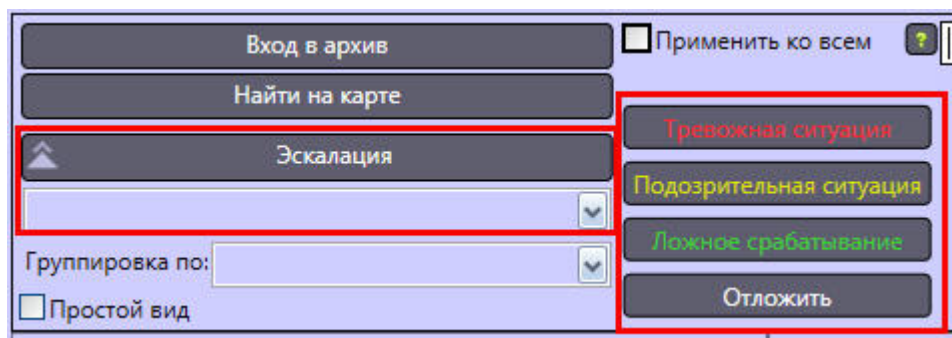 Вход в архив
Применить ко всем ?
Найти на карте
Эскалация
Группировка по:
Простой вид
Тревожная ситуация
Подозрительная ситуация
Ложное срабатывание
Отложить